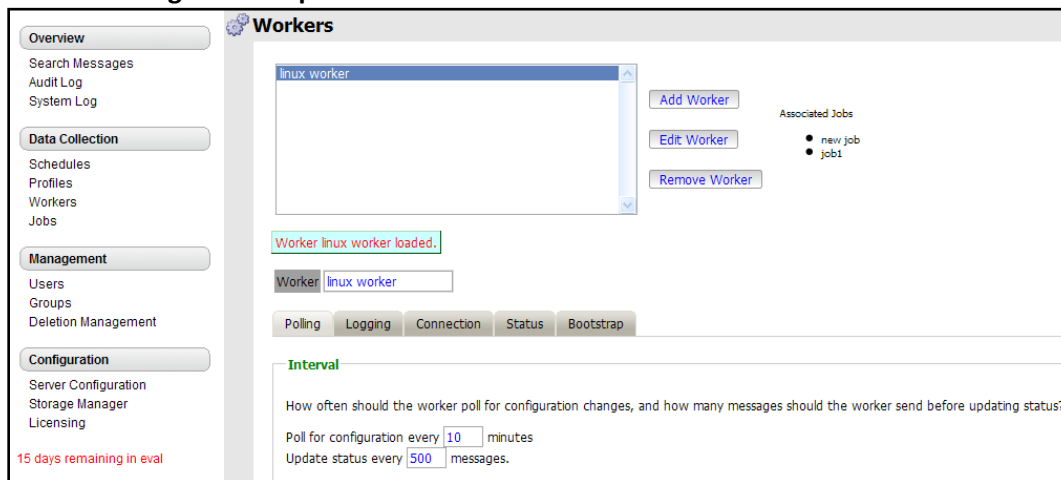 Workers
Overview
Search Messages
Audit Log
System Log
Data Collection
Schedules
Profiles
Workers
Jobs
Management
Users
Groups
Deletion Management
Configuration
Server Configuration
Storage Manager
Licensing
15 days remaining in eval
linux worker
Add Worker
Edit Worker
Remove Worker
Associated Jobs
new job
job1
Worker linux worker loaded.
Worker linux worker
Polling Logging Connection Status Bootstrap
Interval
How often should the worker poll for configuration changes, and how many messages should the worker send before updating status?
Poll for configuration every 10 minutes
Update status every 500 messages.